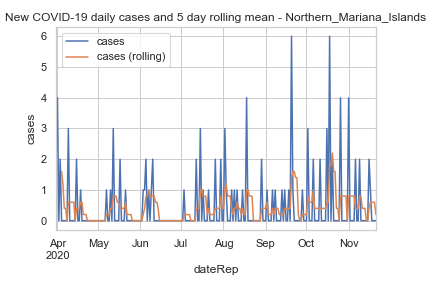 New COVID-19 daily cases and 5 day rolling mean - Northern_Mariana_Islands
cases
cases (rolling)
cases
6
5
4
3
2
1
0
Apr May Jun Jul Aug Sep Oct Nov
2020
dateRep